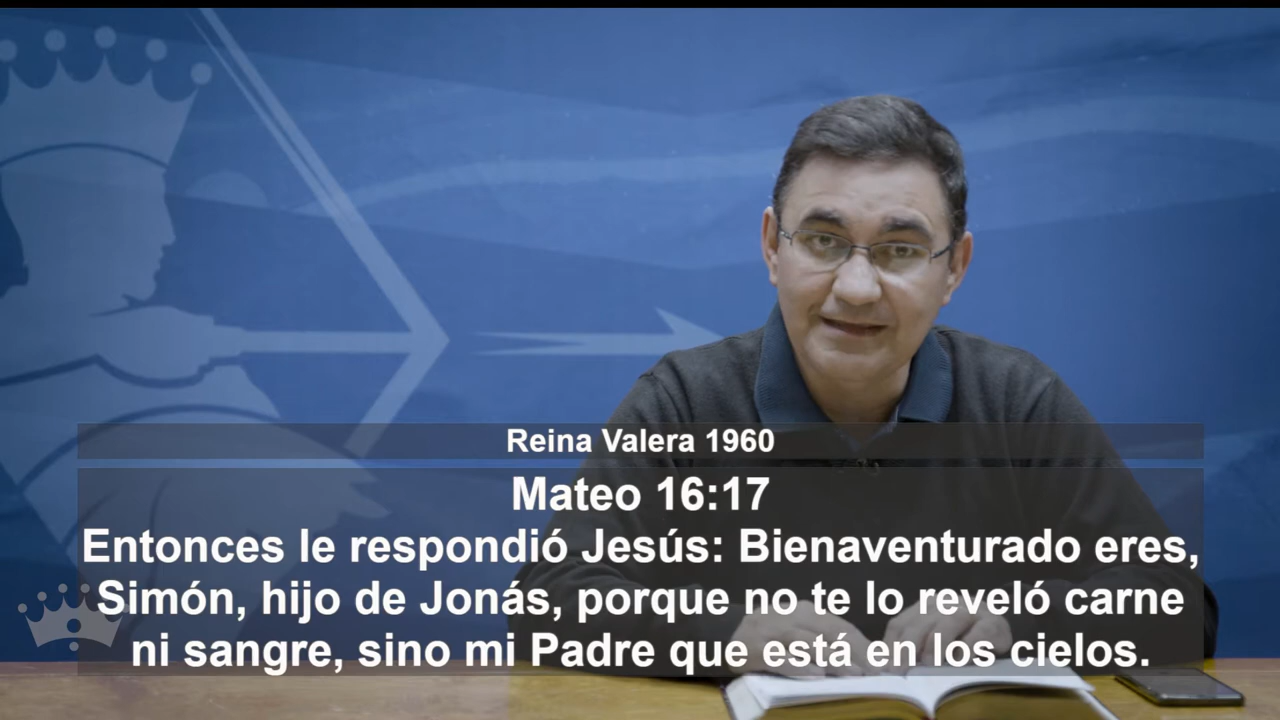 Reina Valera 1960
Mateo 16:17
Entonces le respondió Jesús: Bienaventurado eres,
Simón, hijo de Jonás, porque no te lo reveló carne
ni sangre, sino mi Padre que está en los cielos.